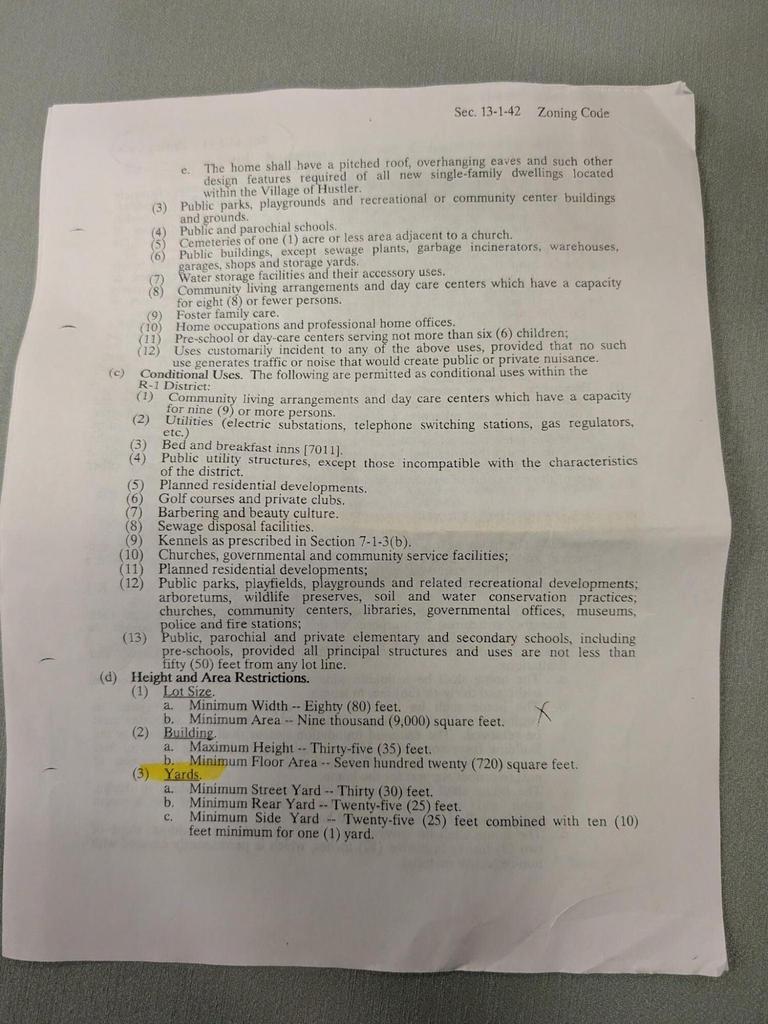 Sec. 13-1-42 Zoning Code
e. The home shall have a pitched roof, overhanging eaves and such other
design features required of all new single-family dwellings located
within the Village of Hustler.
(3) Public parks, playgrounds and recreational or community center buildings
and grounds.
(4) Public and parochial schools.
(5) Cemeteries of one (1) acre or less area adjacent to a church.
(6) Public buildings, except sewage plants, garbage incinerators, warehouses,
garages, shops and storage yards.
(7) Water storage facilities and their accessory uses.
(8) Community living arrangements and day care centers which have a capacity
for eight (8) or fewer persons.
(9) Foster family care.
(10) Home occupations and professional home offices.
(11) Pre-school or day-care centers serving not more than six (6) children;
(12) Uses customarily incident to any of the above uses, provided that no such
use generates traffic or noise that would create public or private nuisance.
(c) Conditional Uses. The following are permitted as conditional uses within the
R-1 District:
(1) Community living arrangements and day care centers which have a capacity
for nine (9) or more persons.
(2) Utilities (electric substations, telephone switching stations, gas regulators,
etc.)
(3) Bed and breakfast inns [7011].
(4) Public utility structures, except those incompatible with the characteristics
of the district.
(5) Planned residential developments.
(6) Golf courses and private clubs.
(7) Barbering and beauty culture.
(8) Sewage disposal facilities.
(9) Kennels as prescribed in Section 7-1-3(b).
(10) Churches, governmental and community service facilities;
(11) Planned residential developments;
(12) Public parks, playfields, playgrounds and related recreational developments;
arboretums, wildlife preserves, soil and water conservation practices;
churches, community centers, libraries, governmental offices, museums,
police and fire stations;
(13) Public, parochial and private elementary and secondary schools, including
pre-schools, provided all principal structures and uses are not less than
fifty (50) feet from any lot line.
(d) Height and Area Restrictions.
(1) Lot Size.
a. Minimum Width -- Eighty (80) feet.
b. Minimum Area -- Nine thousand (9,000) square feet. X
(2) Building.
a. Maximum Height -- Thirty-five (35) feet.
b. Minimum Floor Area -- Seven hundred twenty (720) square feet.
(3) Yards.
a. Minimum Street Yard -- Thirty (30) feet.
b. Minimum Rear Yard -- Twenty-five (25) feet.
c. Minimum Side Yard -- Twenty-five (25) feet combined with ten (10)
feet minimum for one (1) yard.